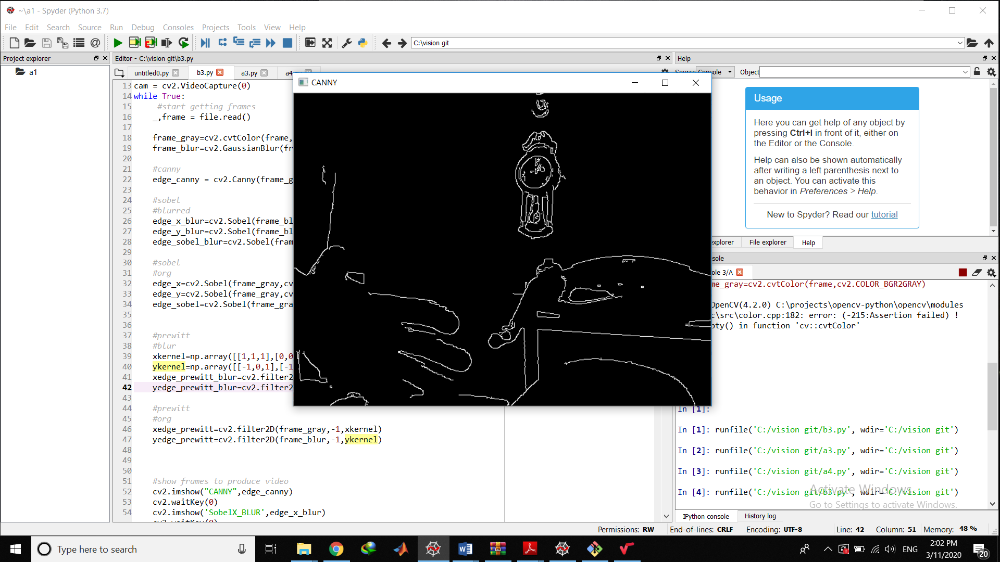 ~\a1 - Spyder (Python 3.7)
File Edit Search Source Run Debug Consoles Projects Tools View Help
C:\vision git
Project explorer
a1
Editor - C:\vision git\b3.py
untitled0.py b3.py a3.py
13 cam = cv2.VideoCapture(0)
14 while True:
15 #start getting frames
16 _,frame = file.read()
17
18 frame_gray=cv2.cvtColor(frame,
19 frame_blur=cv2.GaussianBlur(fr
20
21 #canny
22 edge_canny = cv2.Canny(frame_g
23
24 #sobel
25 #blurred
26 edge_x_blur=cv2.Sobel(frame_bl
27 edge_y_blur=cv2.Sobel(frame_bl
28 edge_sobel_blur=cv2.Sobel(fram
29
30 #sobel
31 #org
32 edge_x=cv2.Sobel(frame_gray,cv
33 edge_y=cv2.Sobel(frame_gray,cv
34 edge_sobel=cv2.Sobel(frame_gra
35
36
37 #prewitt
38 #blur
39 xkernel=np.array([[1,1,1],[0,0
40 ykernel=np.array([[-1,0,1],[-1
41 xedge_prewitt_blur=cv2.filter2
42 yedge_prewitt_blur=cv2.filter2
43
44 #prewitt
45 #org
46 xedge_prewitt=cv2.filter2D(frame_gray,-1,xkernel)
47 yedge_prewitt=cv2.filter2D(frame_blur,-1,ykernel)
48
49
50
51 #show frames to produce video
52 cv2.imshow("CANNY",edge_canny)
53 cv2.waitKey(0)
54 cv2.imshow('SobelX_BLUR',edge_x_blur)
CANNY
Help
Source Console Object
Usage
Here you can get help of any object by
pressing Ctrl+I in front of it, either on
the Editor or the Console.
Help can also be shown automatically
after writing a left parenthesis next to
an object. You can activate this
behavior in Preferences > Help.
New to Spyder? Read our tutorial
xplorer File explorer Help
sole
ole 3/A
me_gray=cv2.cvtColor(frame,cv2.COLOR_BGR2GRAY)
OpenCV(4.2.0) C:\projects\opencv-python\opencv\modules
c\src\color.cpp:182: error: (-215:Assertion failed) !
pty() in function 'cv::cvtColor'
In [1]:
In [1]: runfile('C:/vision git/b3.py', wdir='C:/vision git')
In [2]: runfile('C:/vision git/a3.py', wdir='C:/vision git')
In [3]: runfile('C:/vision git/a4.py', wdir='C:/vision git')
In [4]: runfile('C:/vision git/b3.py', wdir='C:/vision git')
Activate Windows
Go to Settings to activate Windows.
IPython console History log
Permissions: RW End-of-lines: CRLF Encoding: UTF-8 Line: 42 Column: 51 Memory: 48 %
Type here to search
ENG
2:02 PM
3/11/2020
20